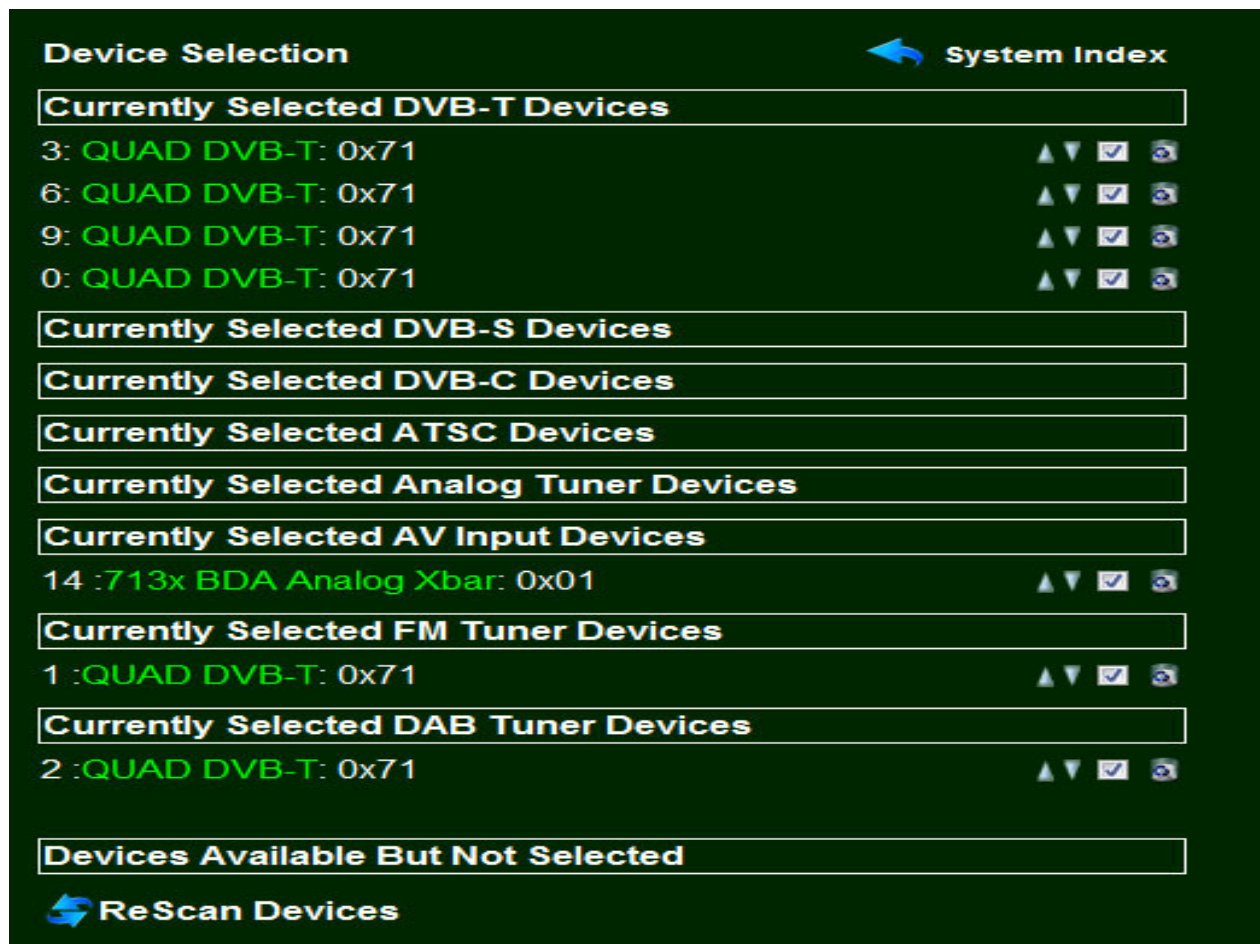 Device Selection
System Index
Currently Selected DVB-T Devices
3: QUAD DVB-T: 0x71
6: QUAD DVB-T: 0x71
9: QUAD DVB-T: 0x71
0: QUAD DVB-T: 0x71
Currently Selected DVB-S Devices
Currently Selected DVB-C Devices
Currently Selected ATSC Devices
Currently Selected Analog Tuner Devices
Currently Selected AV Input Devices
14 :713x BDA Analog Xbar: 0x01
Currently Selected FM Tuner Devices
1 :QUAD DVB-T: 0x71
Currently Selected DAB Tuner Devices
2 :QUAD DVB-T: 0x71
Devices Available But Not Selected
ReScan Devices